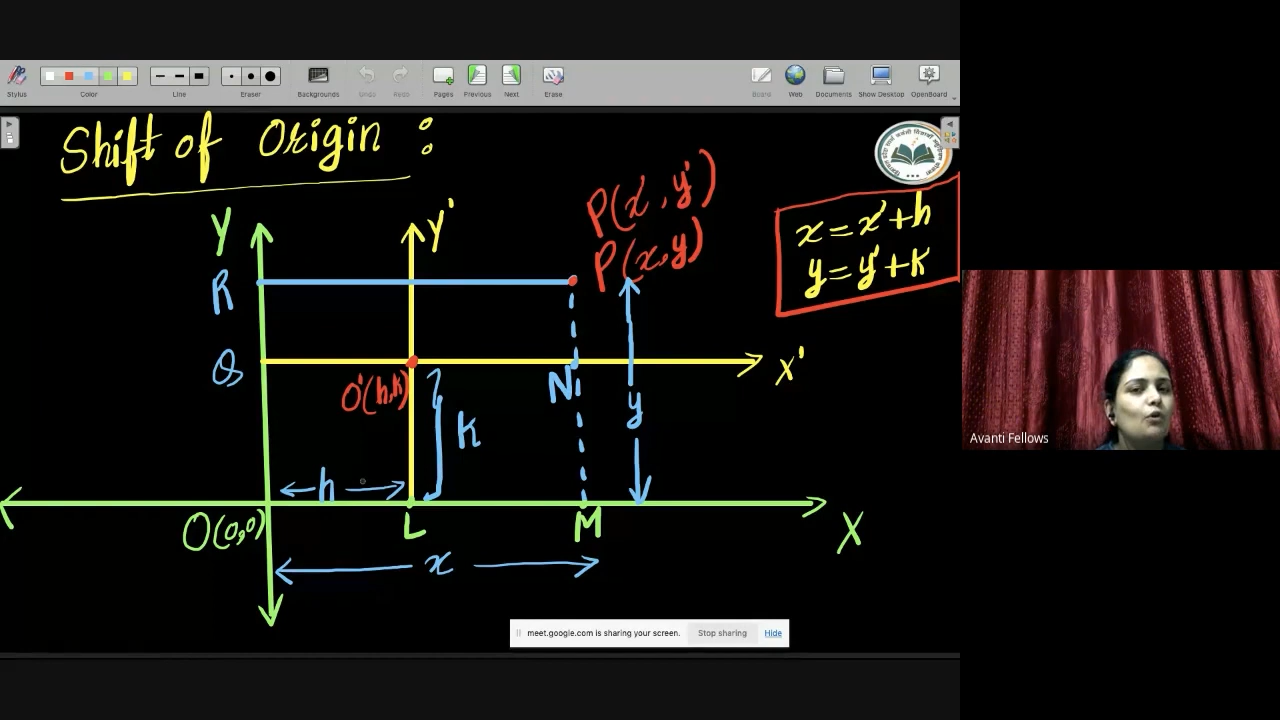 Stylus Color Line Eraser Backgrounds Undo Redo Pages Previous Next Erase Board Web Documents Show Desktop OpenBoard
Shift of Origin :
P(x', y')
P(x,y)
x = x' + h
y = y' + k
Y
Y'
R
Q
O'(h,k)
N
X'
k
y
h
O(0,0)
L
M
X
x
Avanti Fellows
meet.google.com is sharing your screen. Stop sharing Hide